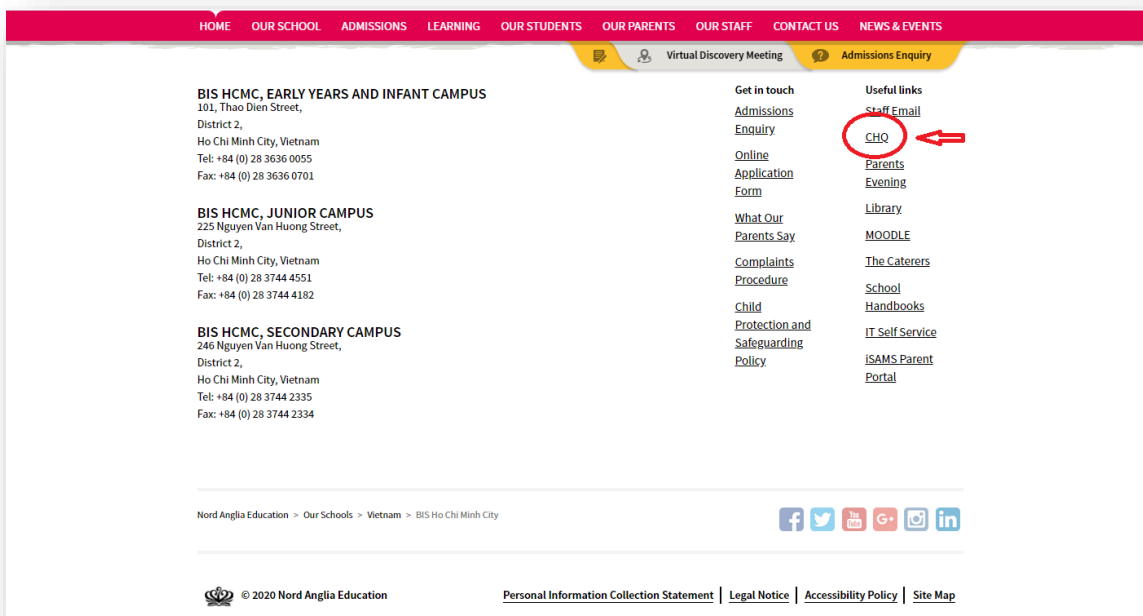 HOME OUR SCHOOL ADMISSIONS LEARNING OUR STUDENTS OUR PARENTS OUR STAFF CONTACT US NEWS & EVENTS
Virtual Discovery Meeting
Admissions Enquiry
BIS HCMC, EARLY YEARS AND INFANT CAMPUS
101, Thao Dien Street,
District 2,
Ho Chi Minh City, Vietnam
Tel: +84 (0) 28 3636 0055
Fax: +84 (0) 28 3636 0701
BIS HCMC, JUNIOR CAMPUS
225 Nguyen Van Huong Street,
District 2,
Ho Chi Minh City, Vietnam
Tel: +84 (0) 28 3744 4551
Fax: +84 (0) 28 3744 4182
BIS HCMC, SECONDARY CAMPUS
246 Nguyen Van Huong Street,
District 2,
Ho Chi Minh City, Vietnam
Tel: +84 (0) 28 3744 2335
Fax: +84 (0) 28 3744 2334
Get in touch
Admissions
Enquiry
Online
Application
Form
What Our
Parents Say
Complaints
Procedure
Child
Protection and
Safeguarding
Policy
Useful links
Staff Email
CHQ
Parents
Evening
Library
MOODLE
The Caterers
School
Handbooks
IT Self Service
iSAMS Parent
Portal
Nord Anglia Education > Our Schools > Vietnam > BIS Ho Chi Minh City
You
Tube
G+
in
© 2020 Nord Anglia Education
Personal Information Collection Statement | Legal Notice | Accessibility Policy | Site Map